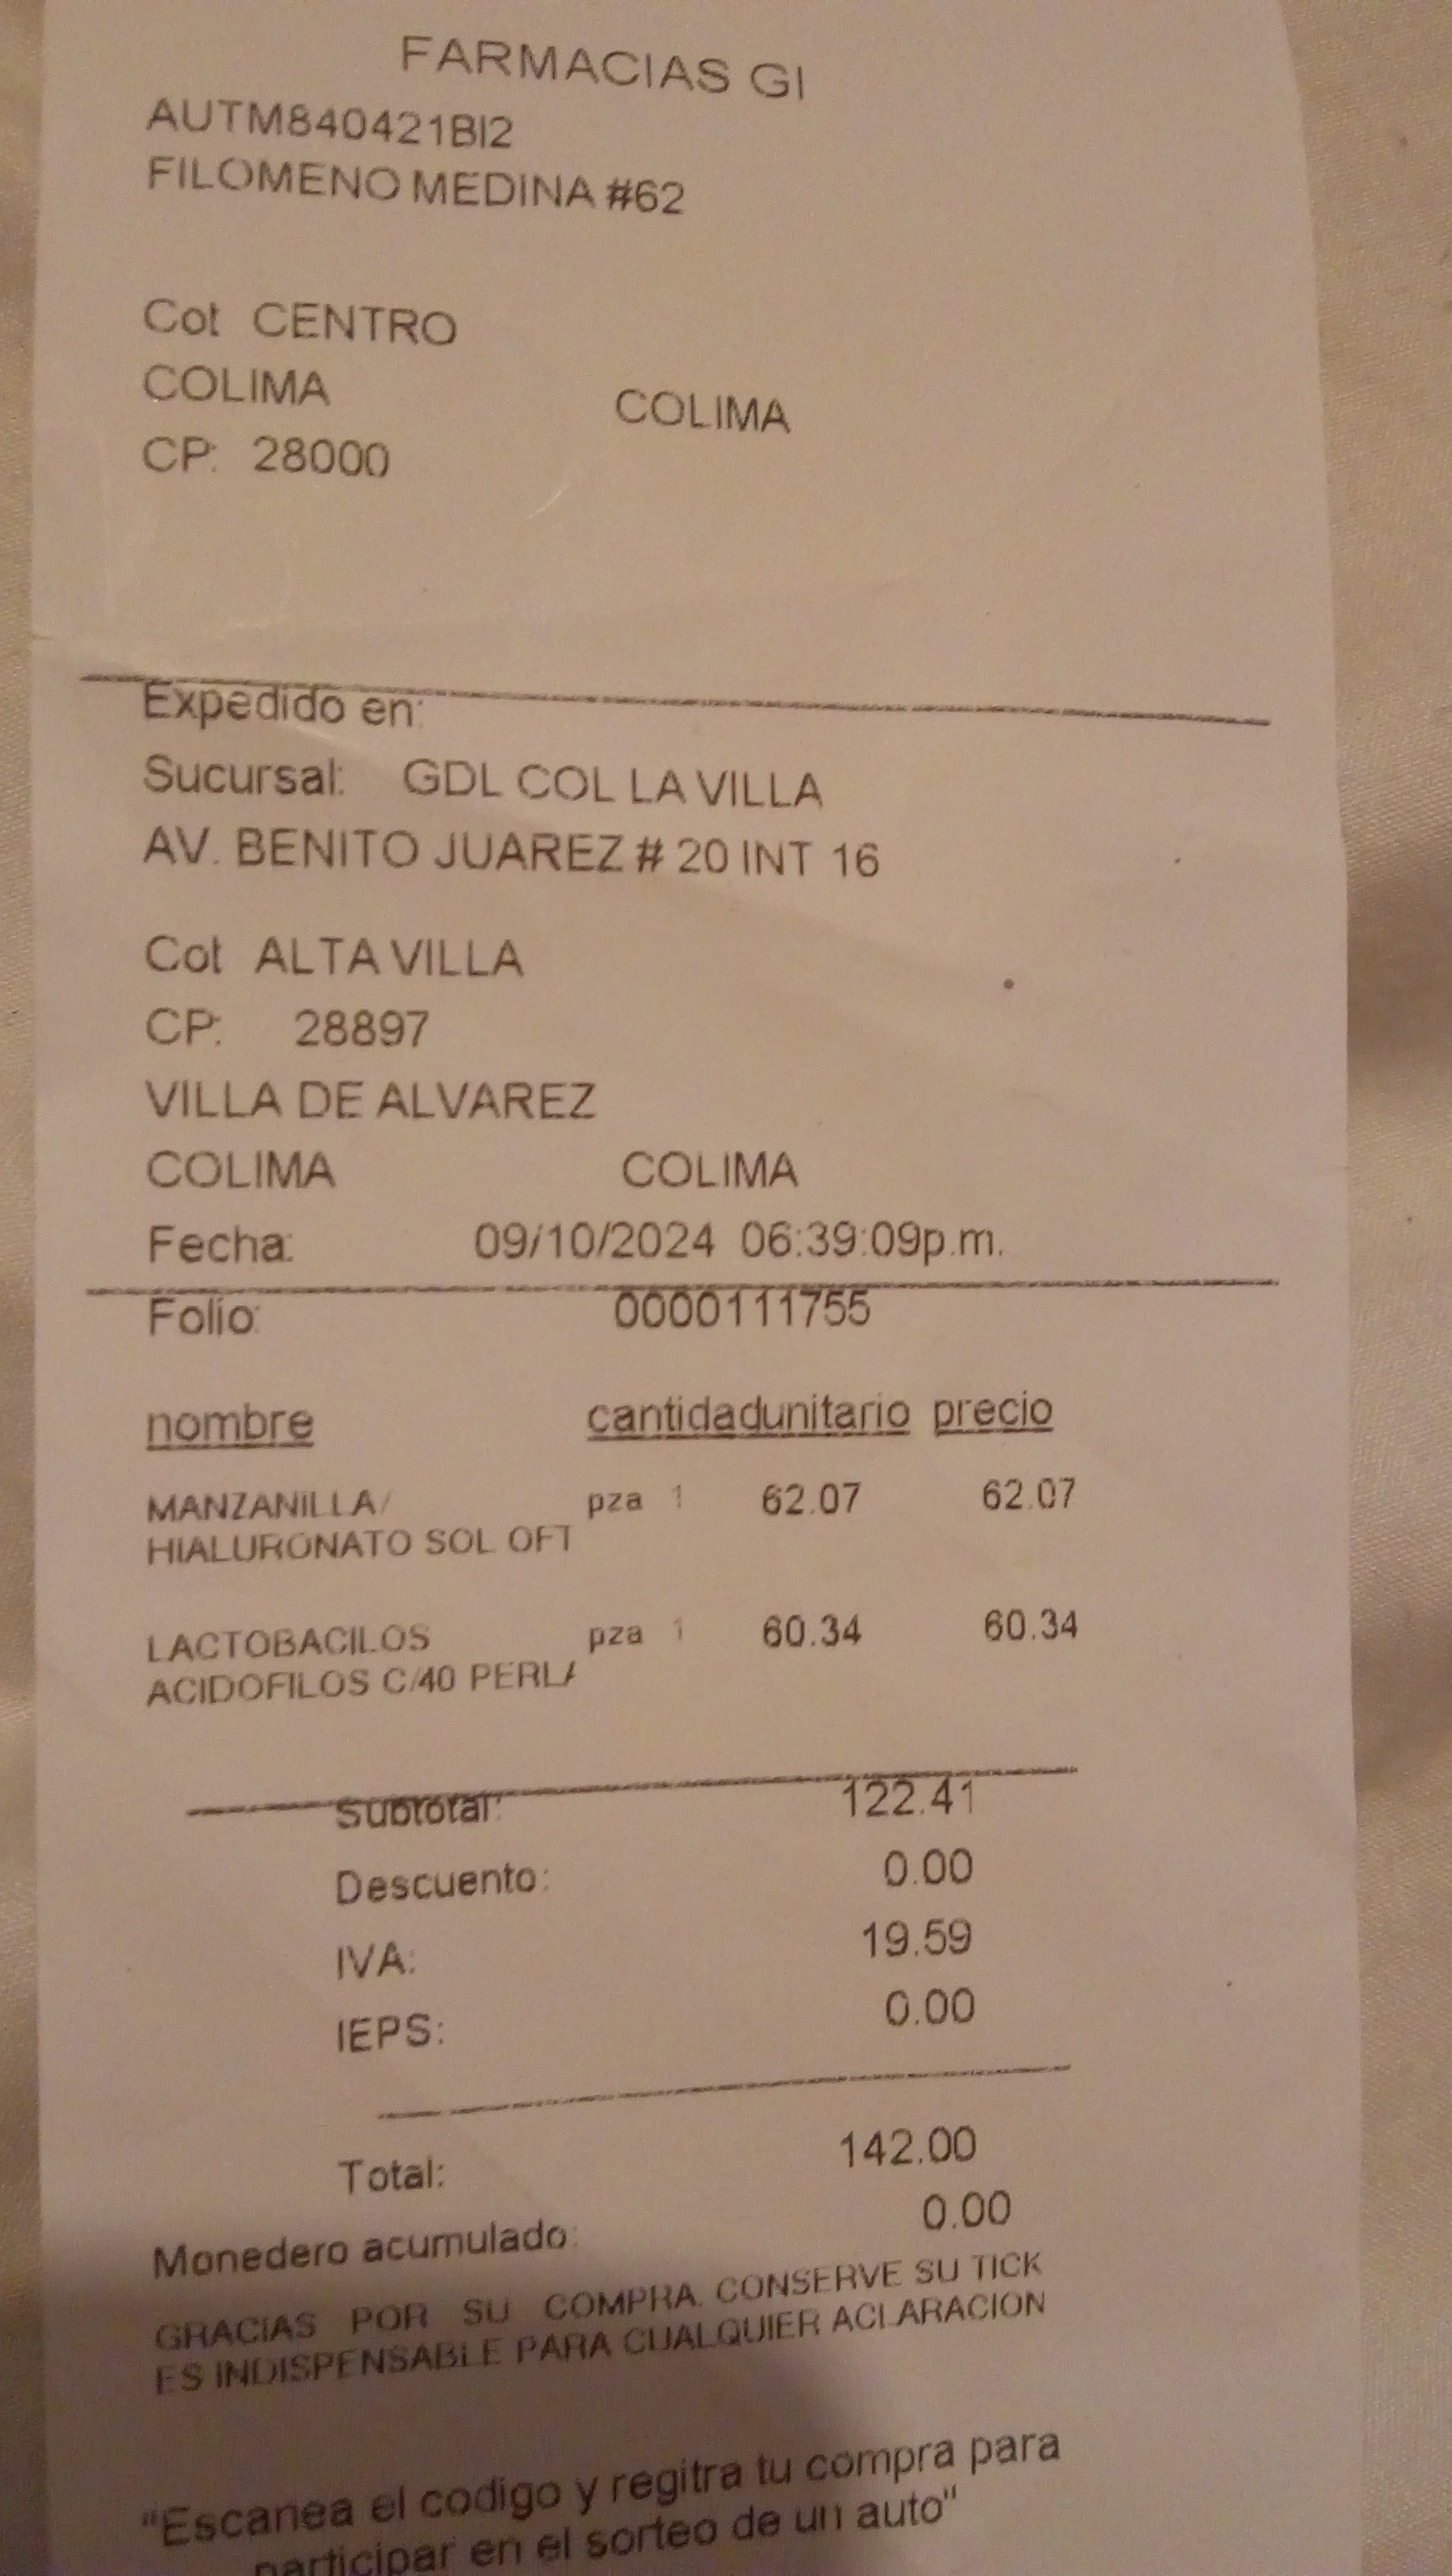 FARMACIAS GI
AUTM840421BI2
FILOMENO MEDINA #62
Col: CENTRO
COLIMA COLIMA
CP: 28000
Expedido en:
Sucursal: GDL COL LA VILLA
AV. BENITO JUAREZ # 20 INT 16
Col: ALTA VILLA
CP: 28897
VILLA DE ALVAREZ
COLIMA COLIMA
Fecha: 09/10/2024 06:39:09p.m.
Folio: 0000111755
nombre cantidadunitario precio
MANZANILLA/ pza 1 62.07 62.07
HIALURONATO SOL OFT
LACTOBACILOS pza 1 60.34 60.34
ACIDOFILOS C/40 PERLA
Subtotal: 122.41
Descuento: 0.00
IVA: 19.59
IEPS: 0.00
Total: 142.00
Monedero acumulado: 0.00
GRACIAS POR SU COMPRA. CONSERVE SU TICK
ES INDISPENSABLE PARA CUALQUIER ACLARACION
"Escanea el codigo y regitra tu compra para
participar en el sorteo de un auto"